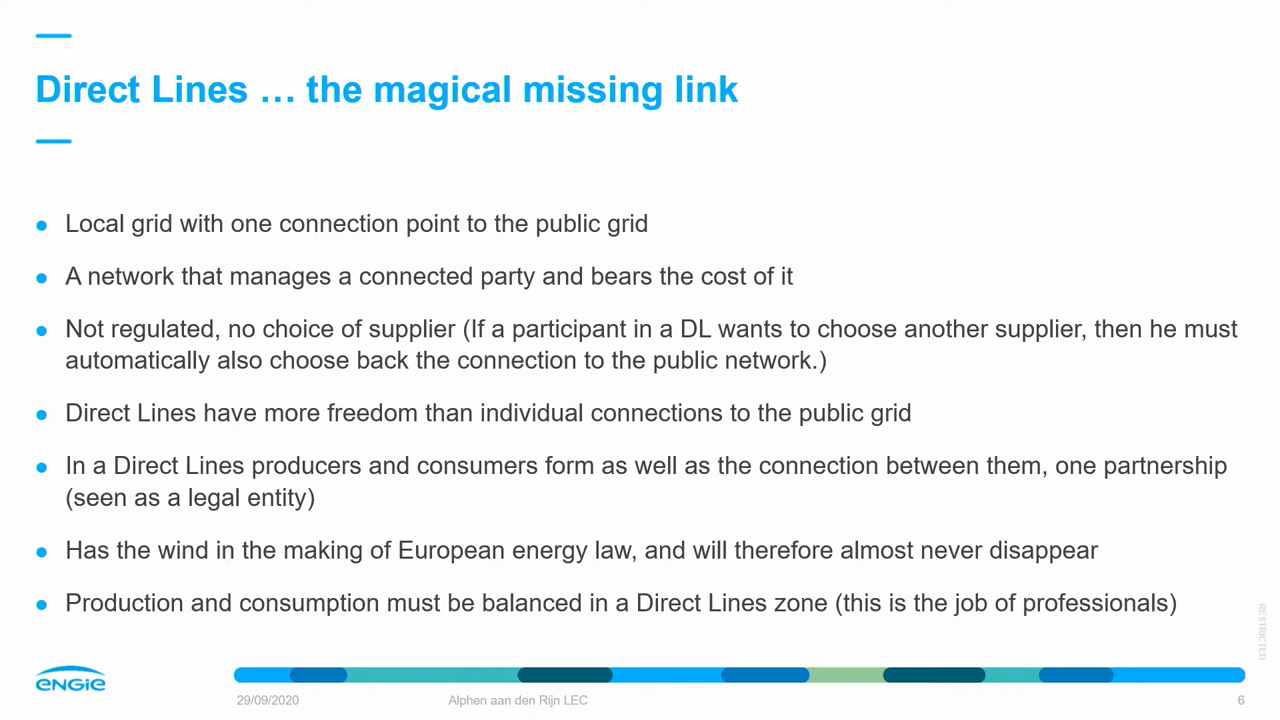 Direct Lines … the magical missing link
Local grid with one connection point to the public grid
A network that manages a connected party and bears the cost of it
Not regulated, no choice of supplier (If a participant in a DL wants to choose another supplier, then he must
automatically also choose back the connection to the public network.)
Direct Lines have more freedom than individual connections to the public grid
In a Direct Lines producers and consumers form as well as the connection between them, one partnership
(seen as a legal entity)
Has the wind in the making of European energy law, and will therefore almost never disappear
Production and consumption must be balanced in a Direct Lines zone (this is the job of professionals)
RESTRICTED
ENGIE
29/09/2020
Alphen aan den Rijn LEC
6